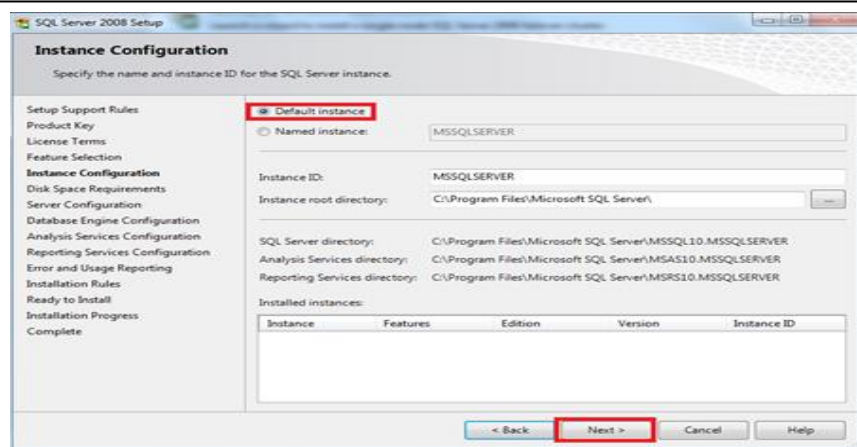 SQL Server 2008 Setup
Instance Configuration
Specify the name and instance ID for the SQL Server instance.
Setup Support Rules
Product Key
License Terms
Feature Selection
Instance Configuration
Disk Space Requirements
Server Configuration
Database Engine Configuration
Analysis Services Configuration
Reporting Services Configuration
Error and Usage Reporting
Installation Rules
Ready to Install
Installation Progress
Complete
Default instance
Named instance: MSSQLSERVER
Instance ID: MSSQLSERVER
Instance root directory: C:\Program Files\Microsoft SQL Server\ ...
SQL Server directory: C:\Program Files\Microsoft SQL Server\MSSQL10.MSSQLSERVER
Analysis Services directory: C:\Program Files\Microsoft SQL Server\MSAS10.MSSQLSERVER
Reporting Services directory: C:\Program Files\Microsoft SQL Server\MSRS10.MSSQLSERVER
Installed instances:
Instance Features Edition Version Instance ID
< Back Next > Cancel Help